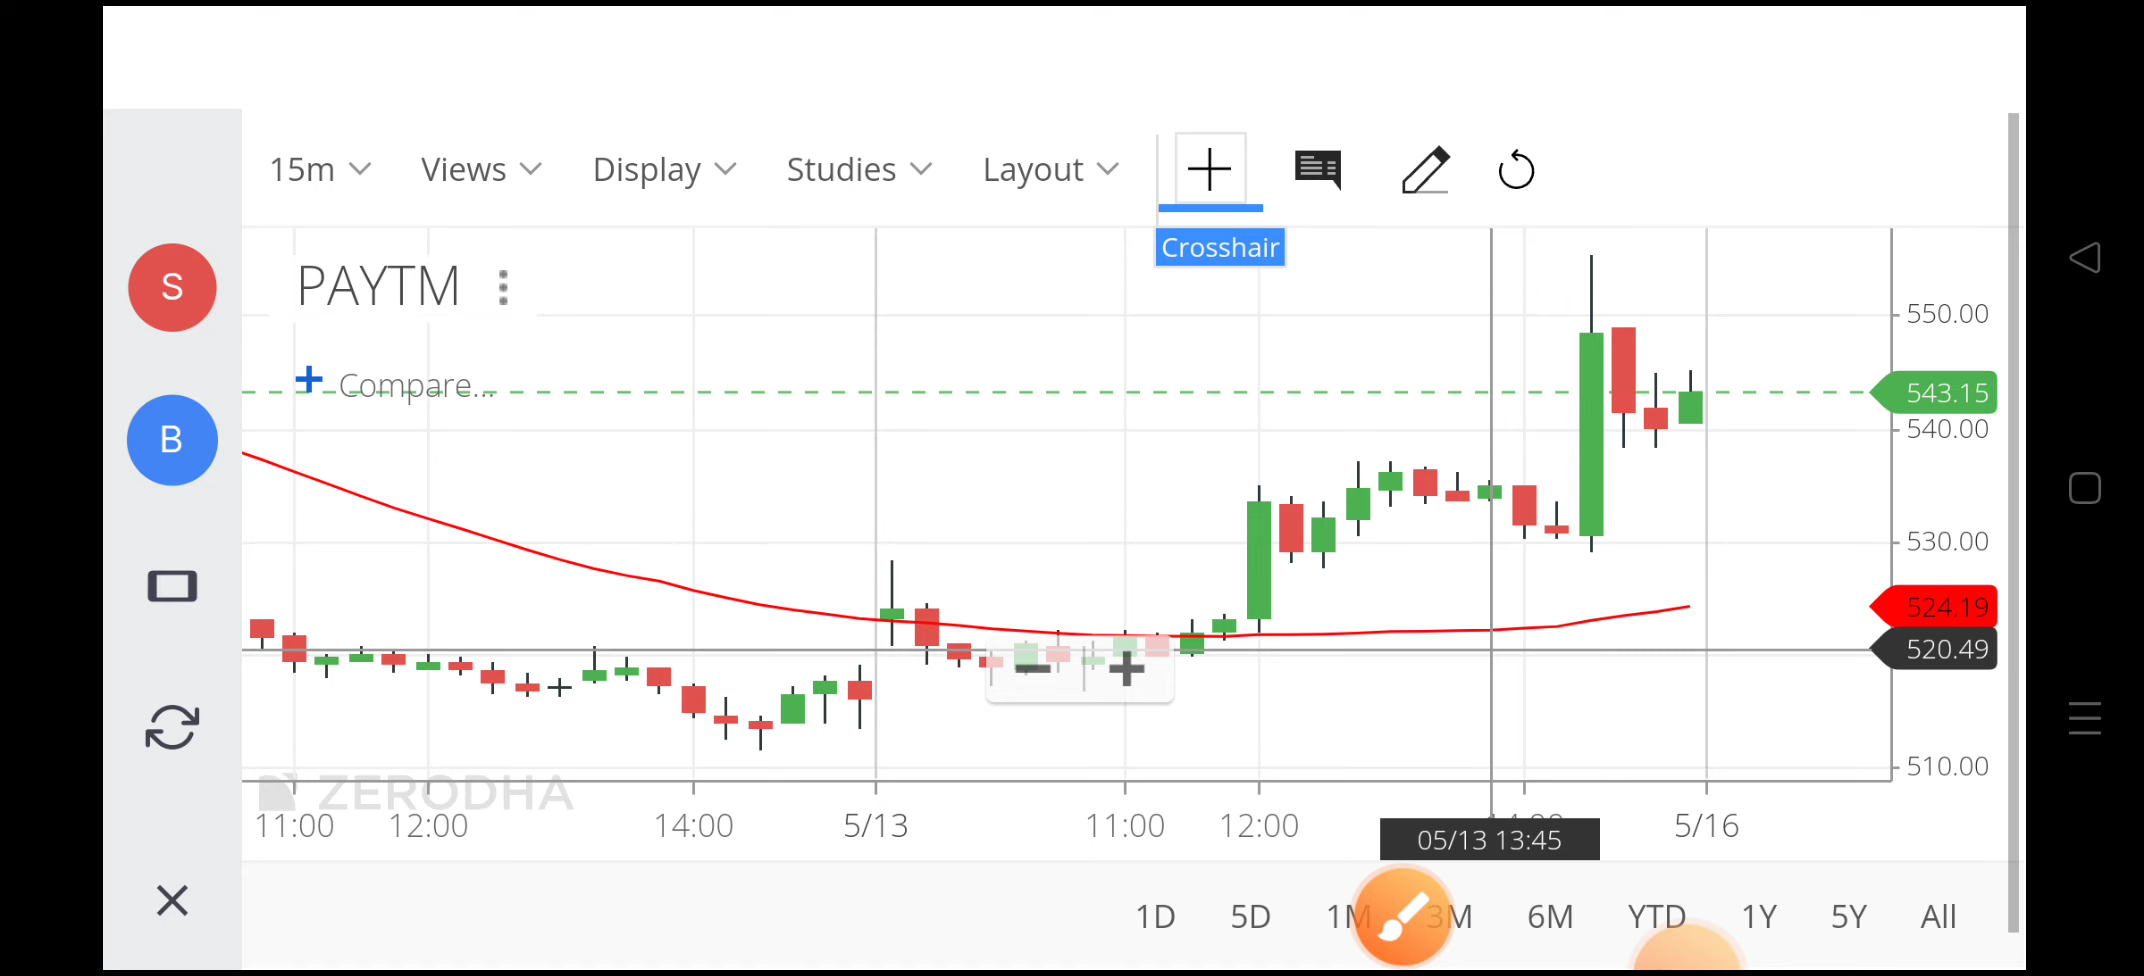 15m Views Display Studies Layout
Crosshair
S
PAYTM
550.00
Compare...
543.15
B
540.00
530.00
524.19
520.49
510.00
ZERODHA
11:00 12:00 14:00 5/13 11:00 12:00 5/16
05/13 13:45
1D 5D 1M 3M 6M YTD 1Y 5Y All